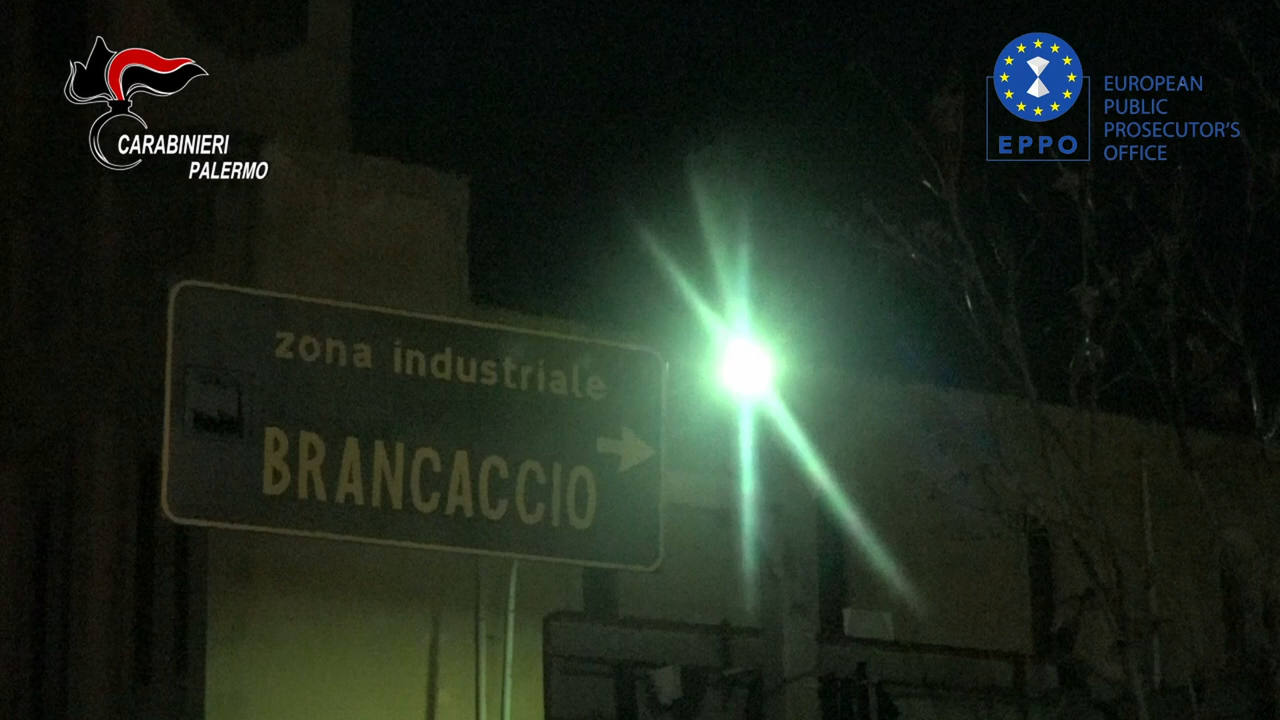 CARABINIERI
PALERMO
EPPO
EUROPEAN
PUBLIC
PROSECUTOR'S
OFFICE
zona industriale
BRANCACCIO